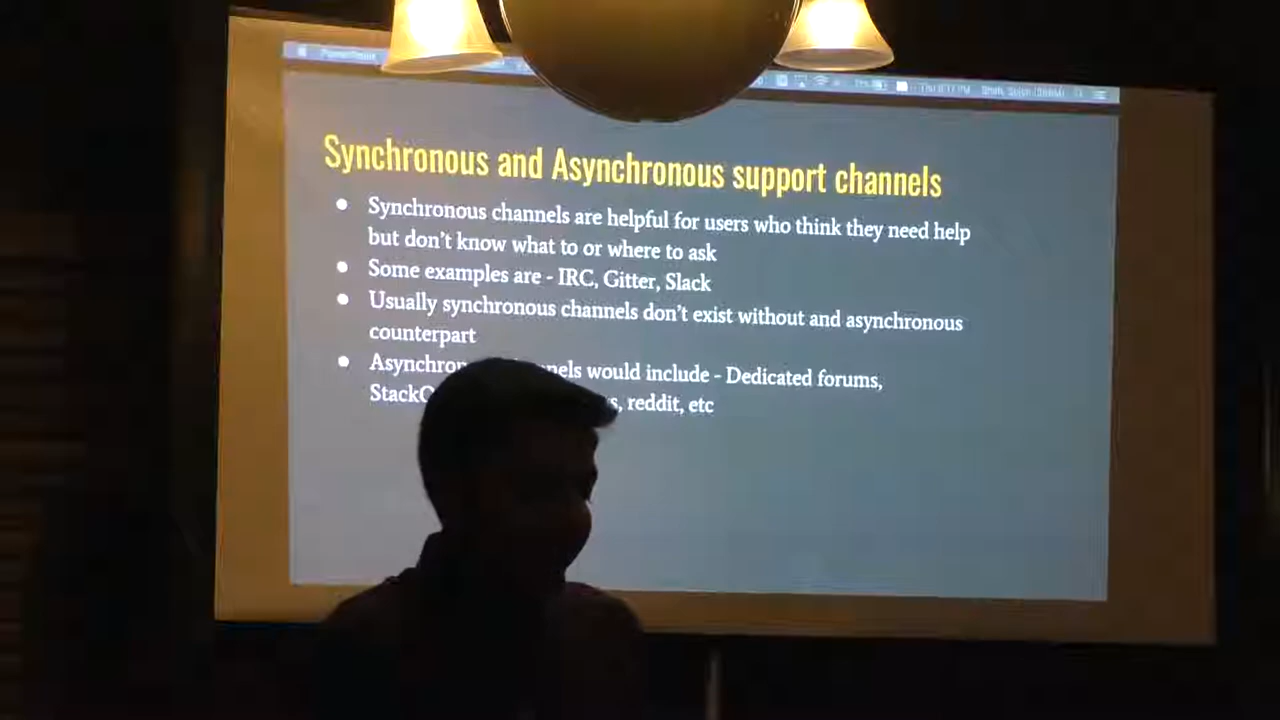 Synchronous and Asynchronous support channels
Synchronous channels are helpful for users who think they need help
but don't know what to or where to ask
Some examples are - IRC, Gitter, Slack
Usually synchronous channels don't exist without and asynchronous
counterpart
would include - Dedicated forums,
reddit, etc